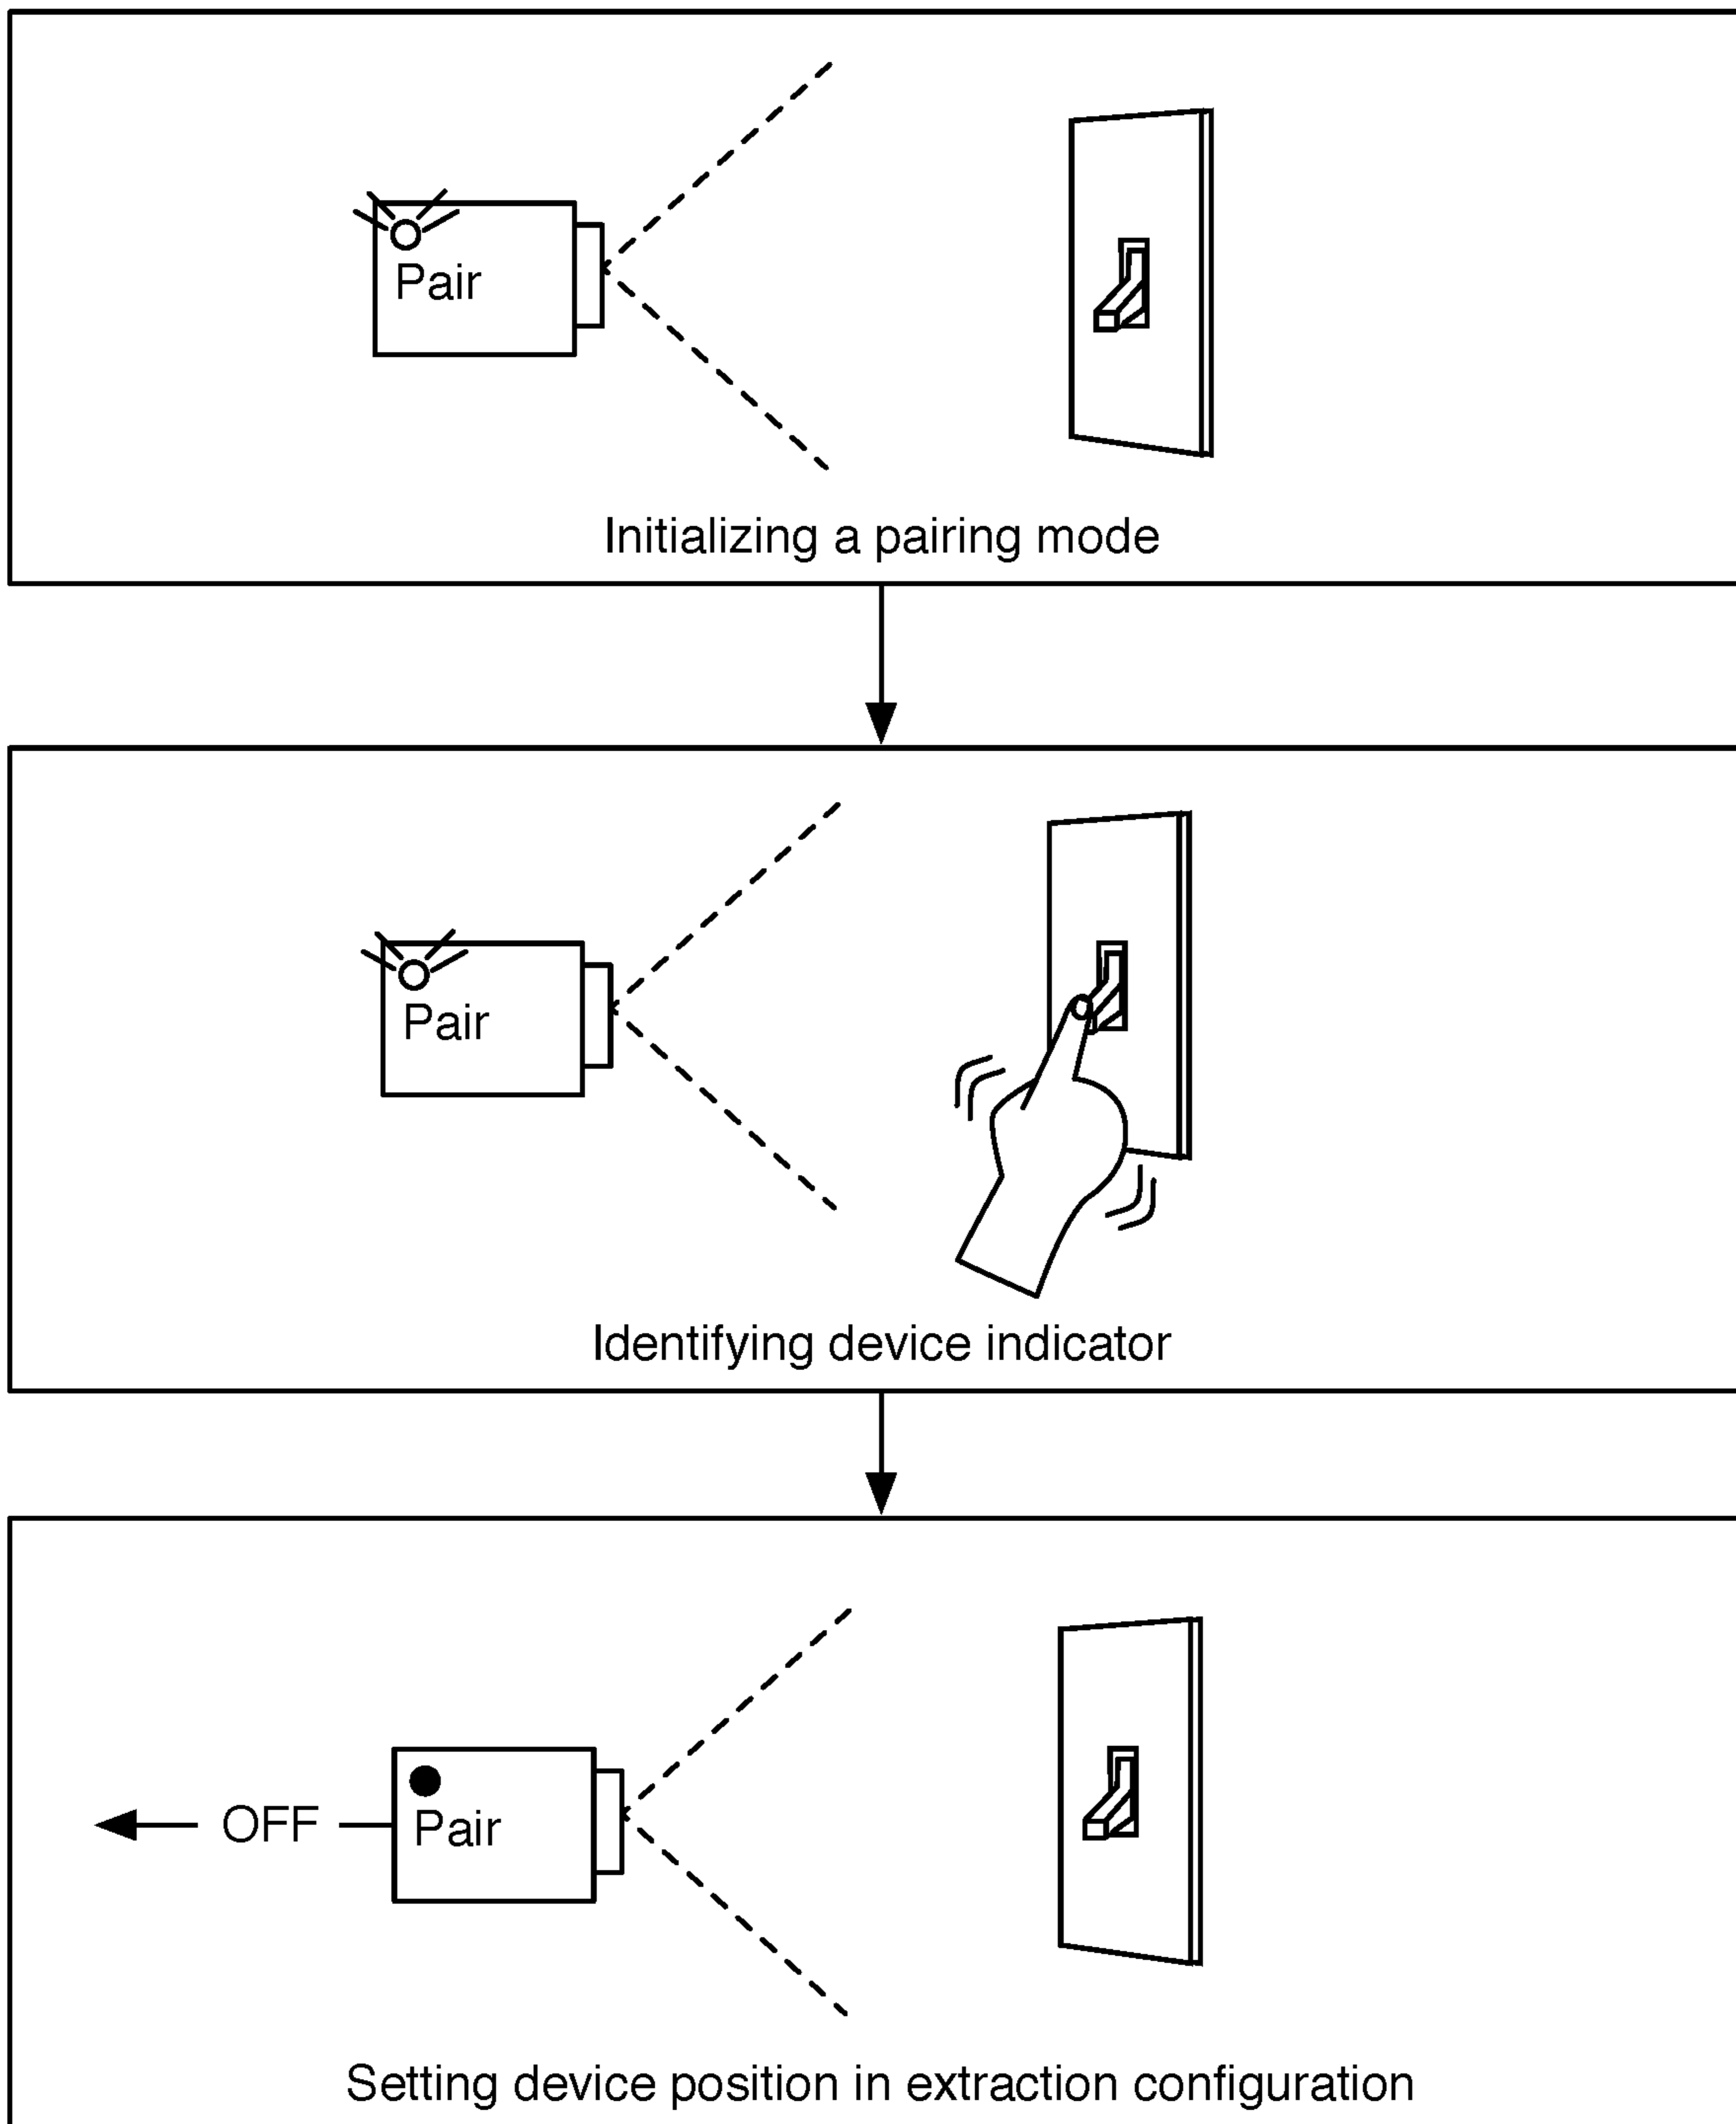 Pair
Initializing a pairing mode
Pair
Identifying device indicator
OFF
Pair
Setting device position in extraction configuration